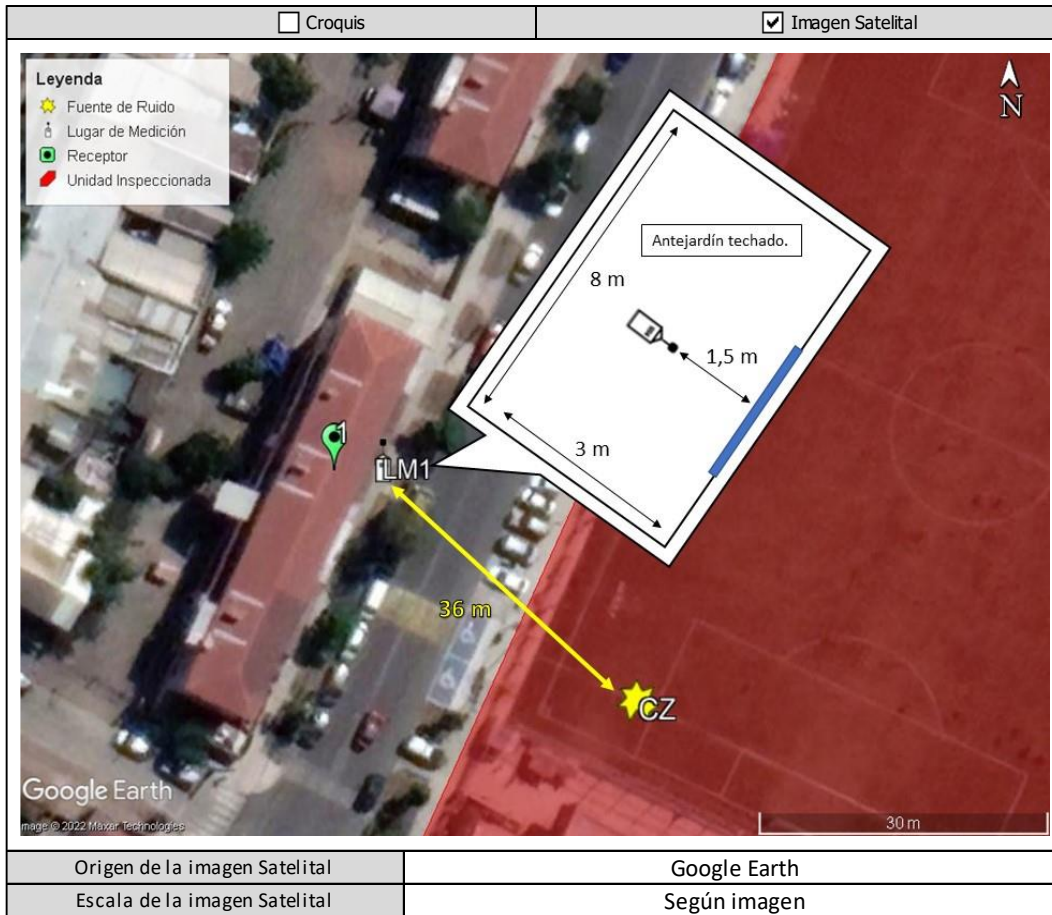 Croquis
Imagen Satelital
Leyenda
Fuente de Ruido
Lugar de Medición
Receptor
Unidad Inspeccionada
N
Antejardín techado.
8 m
1,5 m
3 m
1
LM1
36 m
CZ
Google Earth
Image © 2022 Maxar Technologies
30 m
Origen de la imagen Satelital
Google Earth
Escala de la imagen Satelital
Según imagen